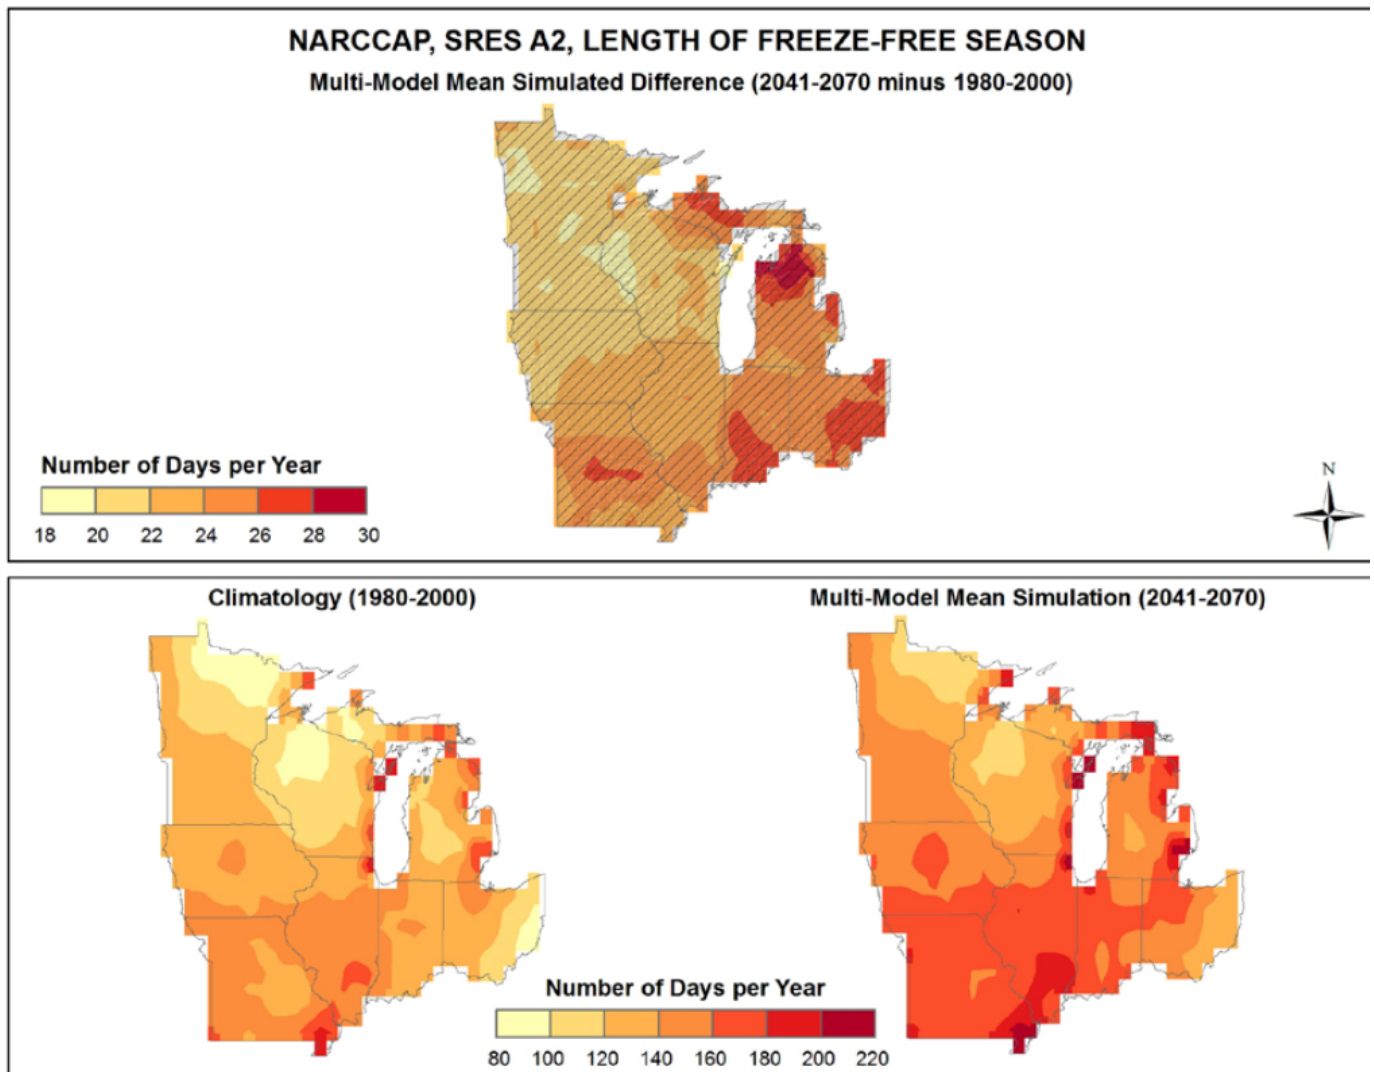 NARCCAP, SRES A2, LENGTH OF FREEZE-FREE SEASON
Multi-Model Mean Simulated Difference (2041-2070 minus 1980-2000)
Number of Days per Year
18 20 22 24 26 28 30
N
Climatology (1980-2000)
Multi-Model Mean Simulation (2041-2070)
Number of Days per Year
80 100 120 140 160 180 200 220